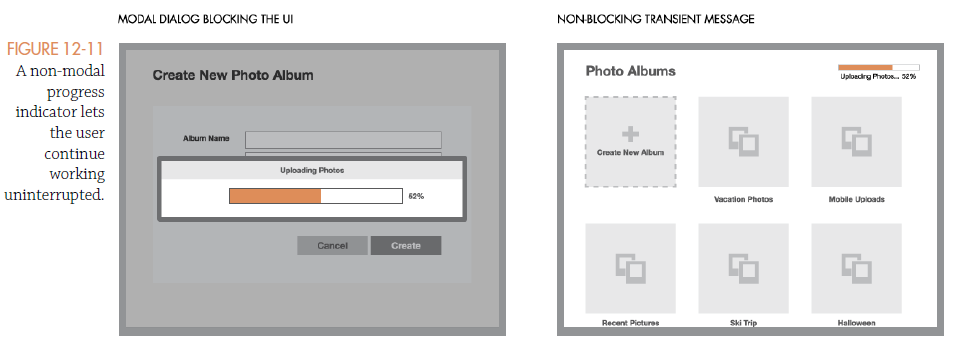 MODAL DIALOG BLOCKING THE UI
NON-BLOCKING TRANSIENT MESSAGE
FIGURE 12-11
A non-modal
progress
indicator lets
the user
continue
working
uninterrupted.
Create New Photo Album
Album Name
Uploading Photos
52%
Cancel
Create
Photo Albums
Uploading Photos... 52%
Create New Album
Vacation Photos
Mobile Uploads
Recent Pictures
Ski Trip
Halloween